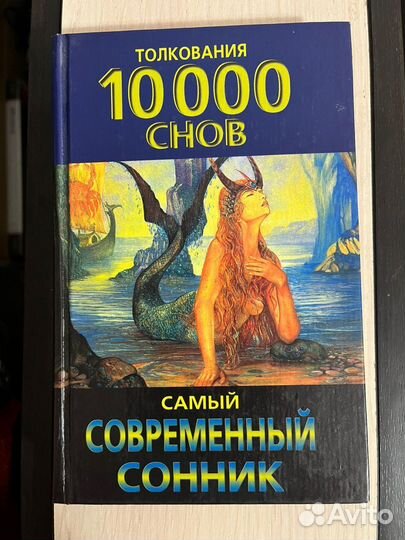 ТОЛКОВАНИЯ
10 000
СНОВ
САМЫЙ
СОВРЕМЕННЫЙ
СОННИК
Avito